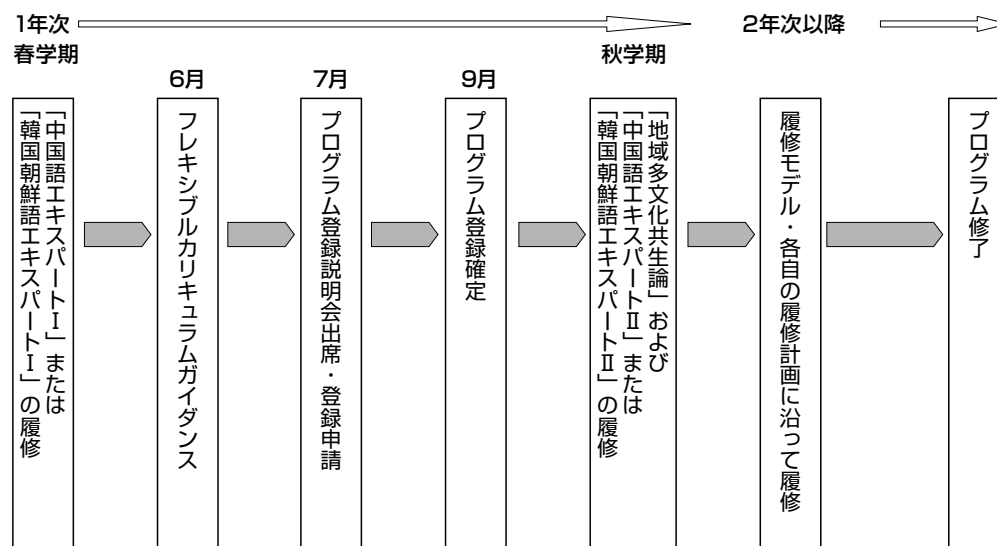 1年次
2年次以降
春学期
秋学期
6月
7月
9月
「中国語エキスパートⅠ」または
「韓国朝鮮語エキスパートⅠ」の履修
フレキシブルカリキュラムガイダンス
プログラム登録説明会出席・登録申請
プログラム登録確定
「地域多文化共生論」および
「中国語エキスパートⅡ」または
「韓国朝鮮語エキスパートⅡ」の履修
履修モデル・各自の履修計画に沿って履修
プログラム修了